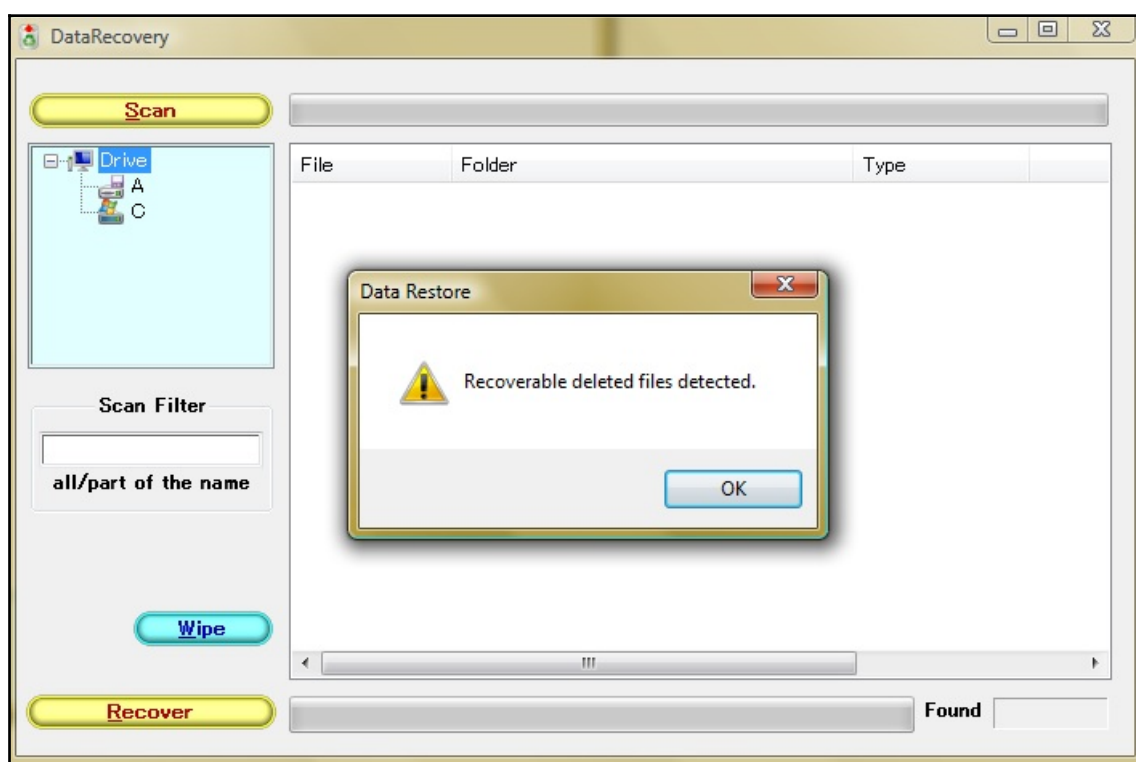 DataRecovery
Scan
Drive
A
C
File Folder Type
Data Restore
Recoverable deleted files detected.
OK
Scan Filter
all/part of the name
Wipe
Recover
Found